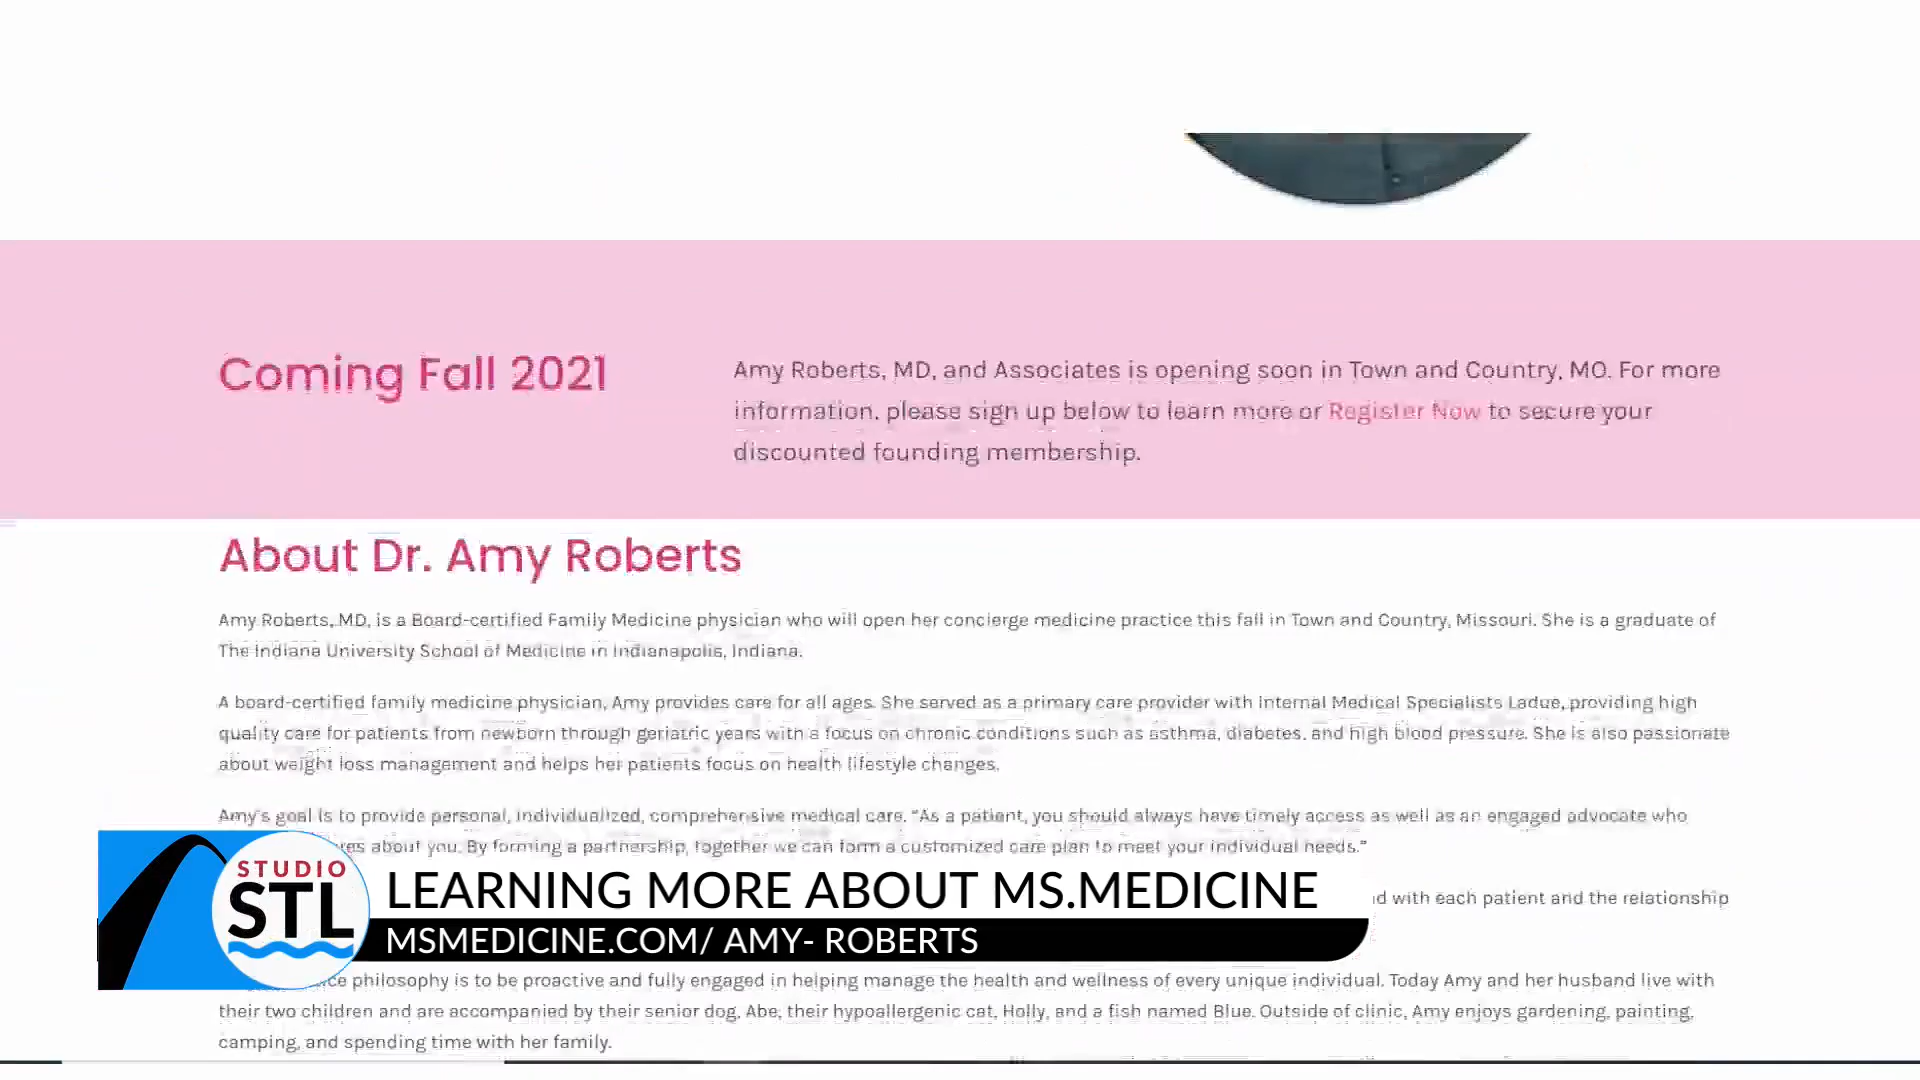 Coming Fall 2021
Amy Roberts, MD, and Associates is opening soon in Town and Country, MO. For more
information, please sign up below to learn more or Register Now to secure your
discounted founding membership.
About Dr. Amy Roberts
Amy Roberts, MD, is a Board-certified Family Medicine physician who will open her concierge medicine practice this fall in Town and Country, Missouri. She is a graduate of
The Indiana University School of Medicine in Indianapolis, Indiana.
A board-certified family medicine physician, Amy provides care for all ages. She served as a primary care provider with Internal Medical Specialists Ladue, providing high
quality care for patients from newborn through geriatric years with a focus on chronic conditions such as asthma, diabetes, and high blood pressure. She is also passionate
about weight loss management and helps her patients focus on health lifestyle changes.
Amy's goal is to provide personal, individualized, comprehensive medical care. "As a patient, you should always have timely access as well as an engaged advocate who
about you. By forming a partnership, together we can form a customized care plan to meet your individual needs."
with each patient and the relationship
STUDIO
STL
LEARNING MORE ABOUT MS.MEDICINE
MSMEDICINE.COM/ AMY- ROBERTS
philosophy is to be proactive and fully engaged in helping manage the health and wellness of every unique individual. Today Amy and her husband live with
their two children and are accompanied by their senior dog, Abe, their hypoallergenic cat, Holly, and a fish named Blue. Outside of clinic, Amy enjoys gardening, painting,
camping, and spending time with her family.